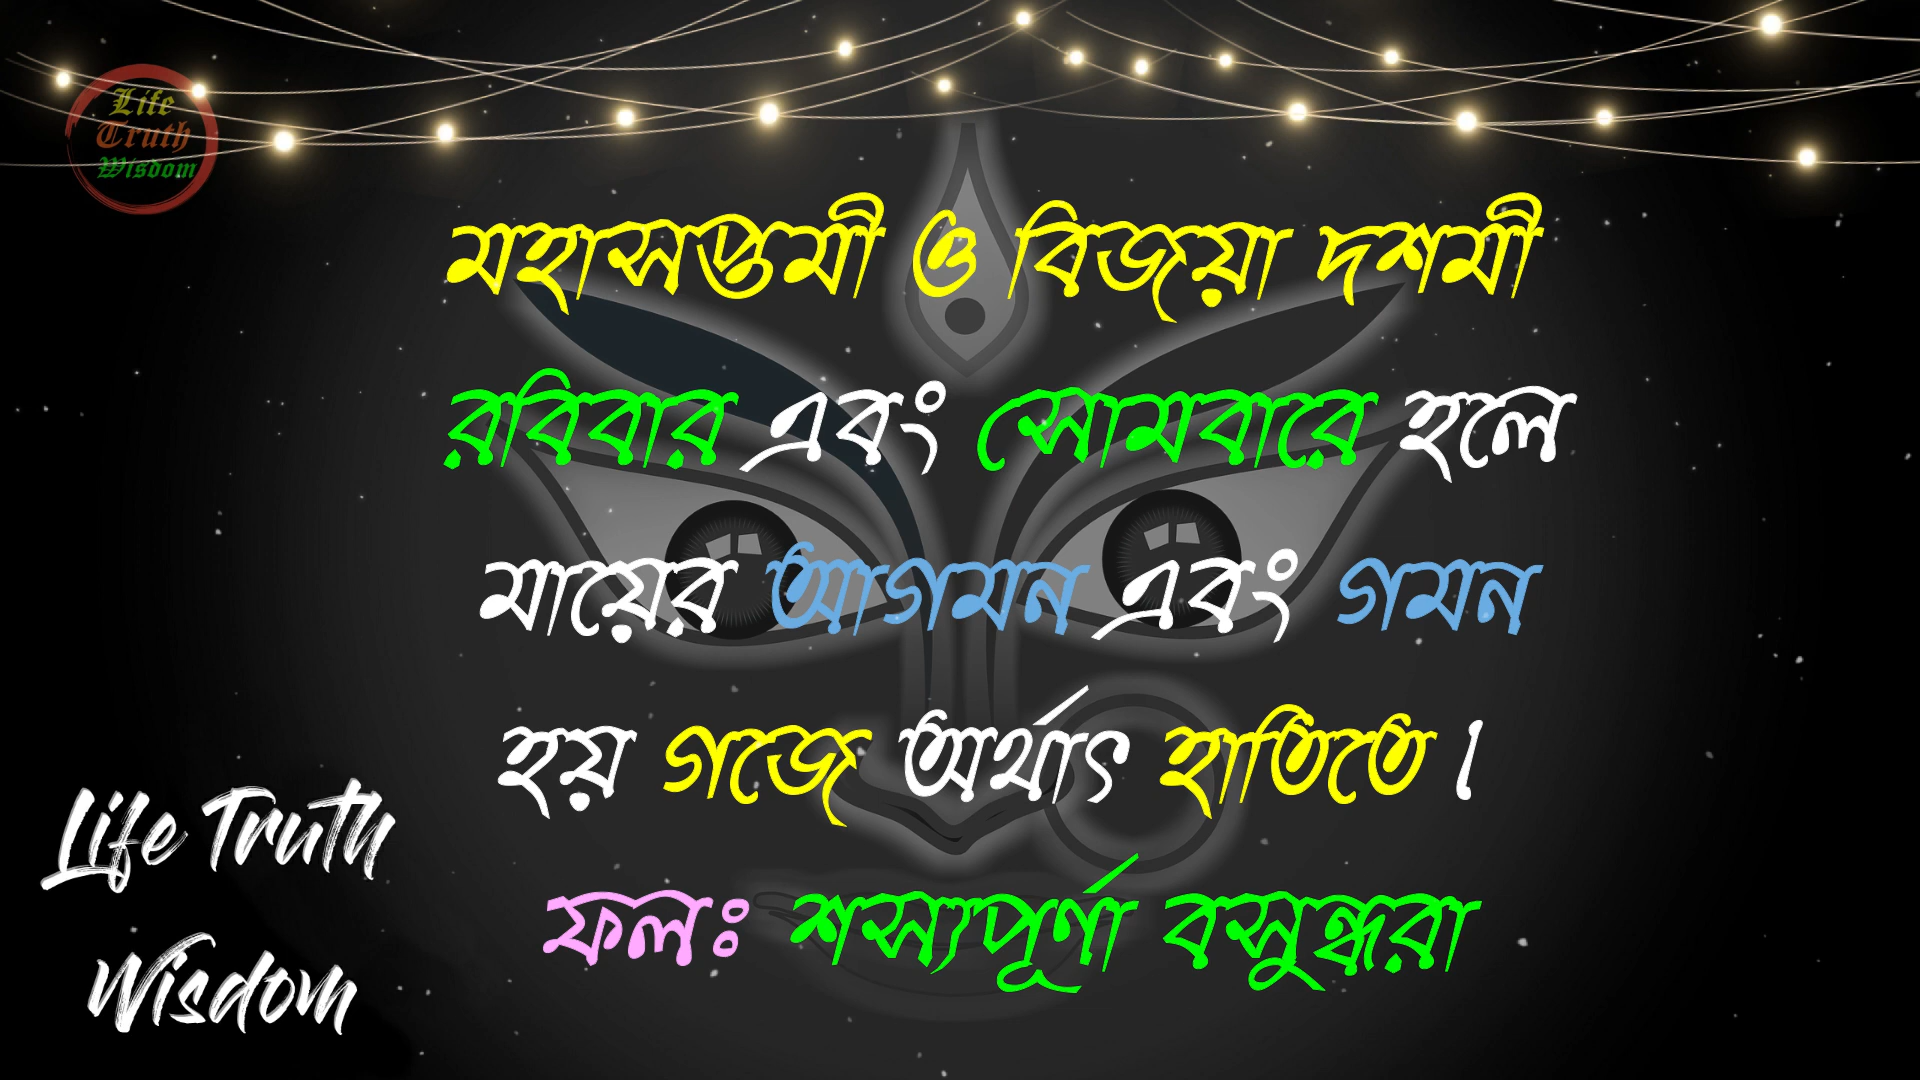 Life
Truth
Wisdom
মহাসপ্তমী ও বিজয়া দশমী
রবিবার এবং সোমবারে হলে
মায়ের আগমন এবং গমন
হয় গজে অর্থাৎ হাতিতে।
ফলঃ শস্যপূর্ণা বসুন্ধরা
Life Truth
Wisdom